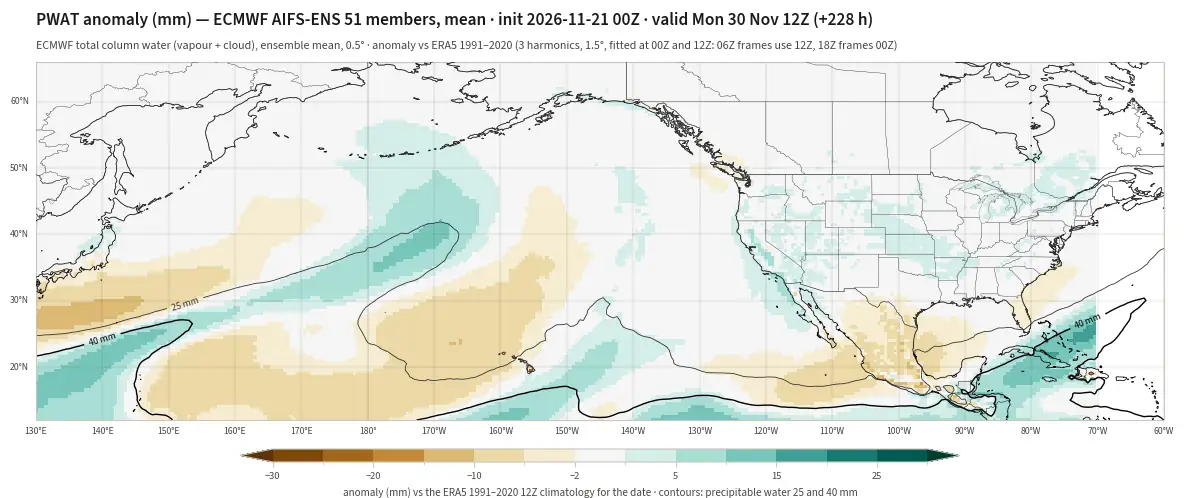 PWAT anomaly (mm) — ECMWF AIFS-ENS 51 members, mean · init 2026-11-21 00Z · valid Mon 30 Nov 12Z (+228 h)
ECMWF total column water (vapour + cloud), ensemble mean, 0.5° · anomaly vs ERA5 1991–2020 (3 harmonics, 1.5°, fitted at 00Z and 12Z: 06Z frames use 12Z, 18Z frames 00Z)
60°N
50°N
40°N
30°N
20°N
25 mm
40 mm
40 mm
130°E 140°E 150°E 160°E 170°E 180° 170°W 160°W 150°W 140°W 130°W 120°W 110°W 100°W 90°W 80°W 70°W 60°W
−30 −20 −10 −2 5 15 25
anomaly (mm) vs the ERA5 1991–2020 12Z climatology for the date · contours: precipitable water 25 and 40 mm